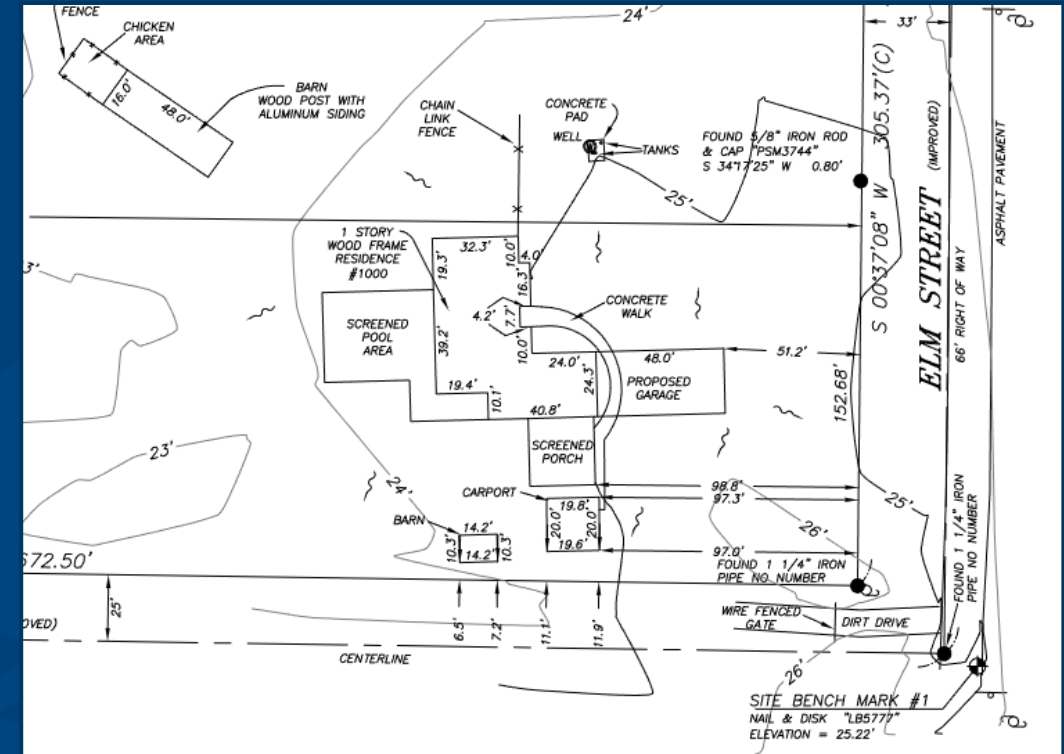 FENCE
CHICKEN
AREA
16.0'
48.0'
BARN
WOOD POST WITH
ALUMINUM SIDING
24'
33'
CHAIN
LINK
FENCE
CONCRETE
PAD
WELL
TANKS
FOUND 5/8" IRON ROD
& CAP "PSM3744"
S 34°17'25" W 0.80'
25'
S 00°37'08" W 305.37'(C)
152.68'
ELM STREET (IMPROVED)
66' RIGHT OF WAY
ASPHALT PAVEMENT
1 STORY
WOOD FRAME
RESIDENCE
#1000
32.3'
10.0'
4.0'
19.3'
16.3'
3'
SCREENED
POOL
AREA
39.2'
4.2'
7.7'
10.0'
CONCRETE
WALK
24.0'
48.0'
51.2'
24.3'
PROPOSED
GARAGE
19.4'
10.1'
40.8'
SCREENED
PORCH
23'
24'
CARPORT
98.8'
97.3'
19.8'
20.0'
20.0'
19.6'
97.0'
BARN
14.2'
10.3'
10.3'
14.2'
26'
25'
FOUND 1 1/4" IRON
PIPE NO NUMBER
FOUND 1 1/4" IRON
PIPE NO NUMBER
672.50'
25'
OVED)
6.5'
7.2'
11.1'
11.9'
CENTERLINE
WIRE FENCED
GATE
DIRT DRIVE
26'
SITE BENCH MARK #1
NAIL & DISK "LB5777"
ELEVATION = 25.22'